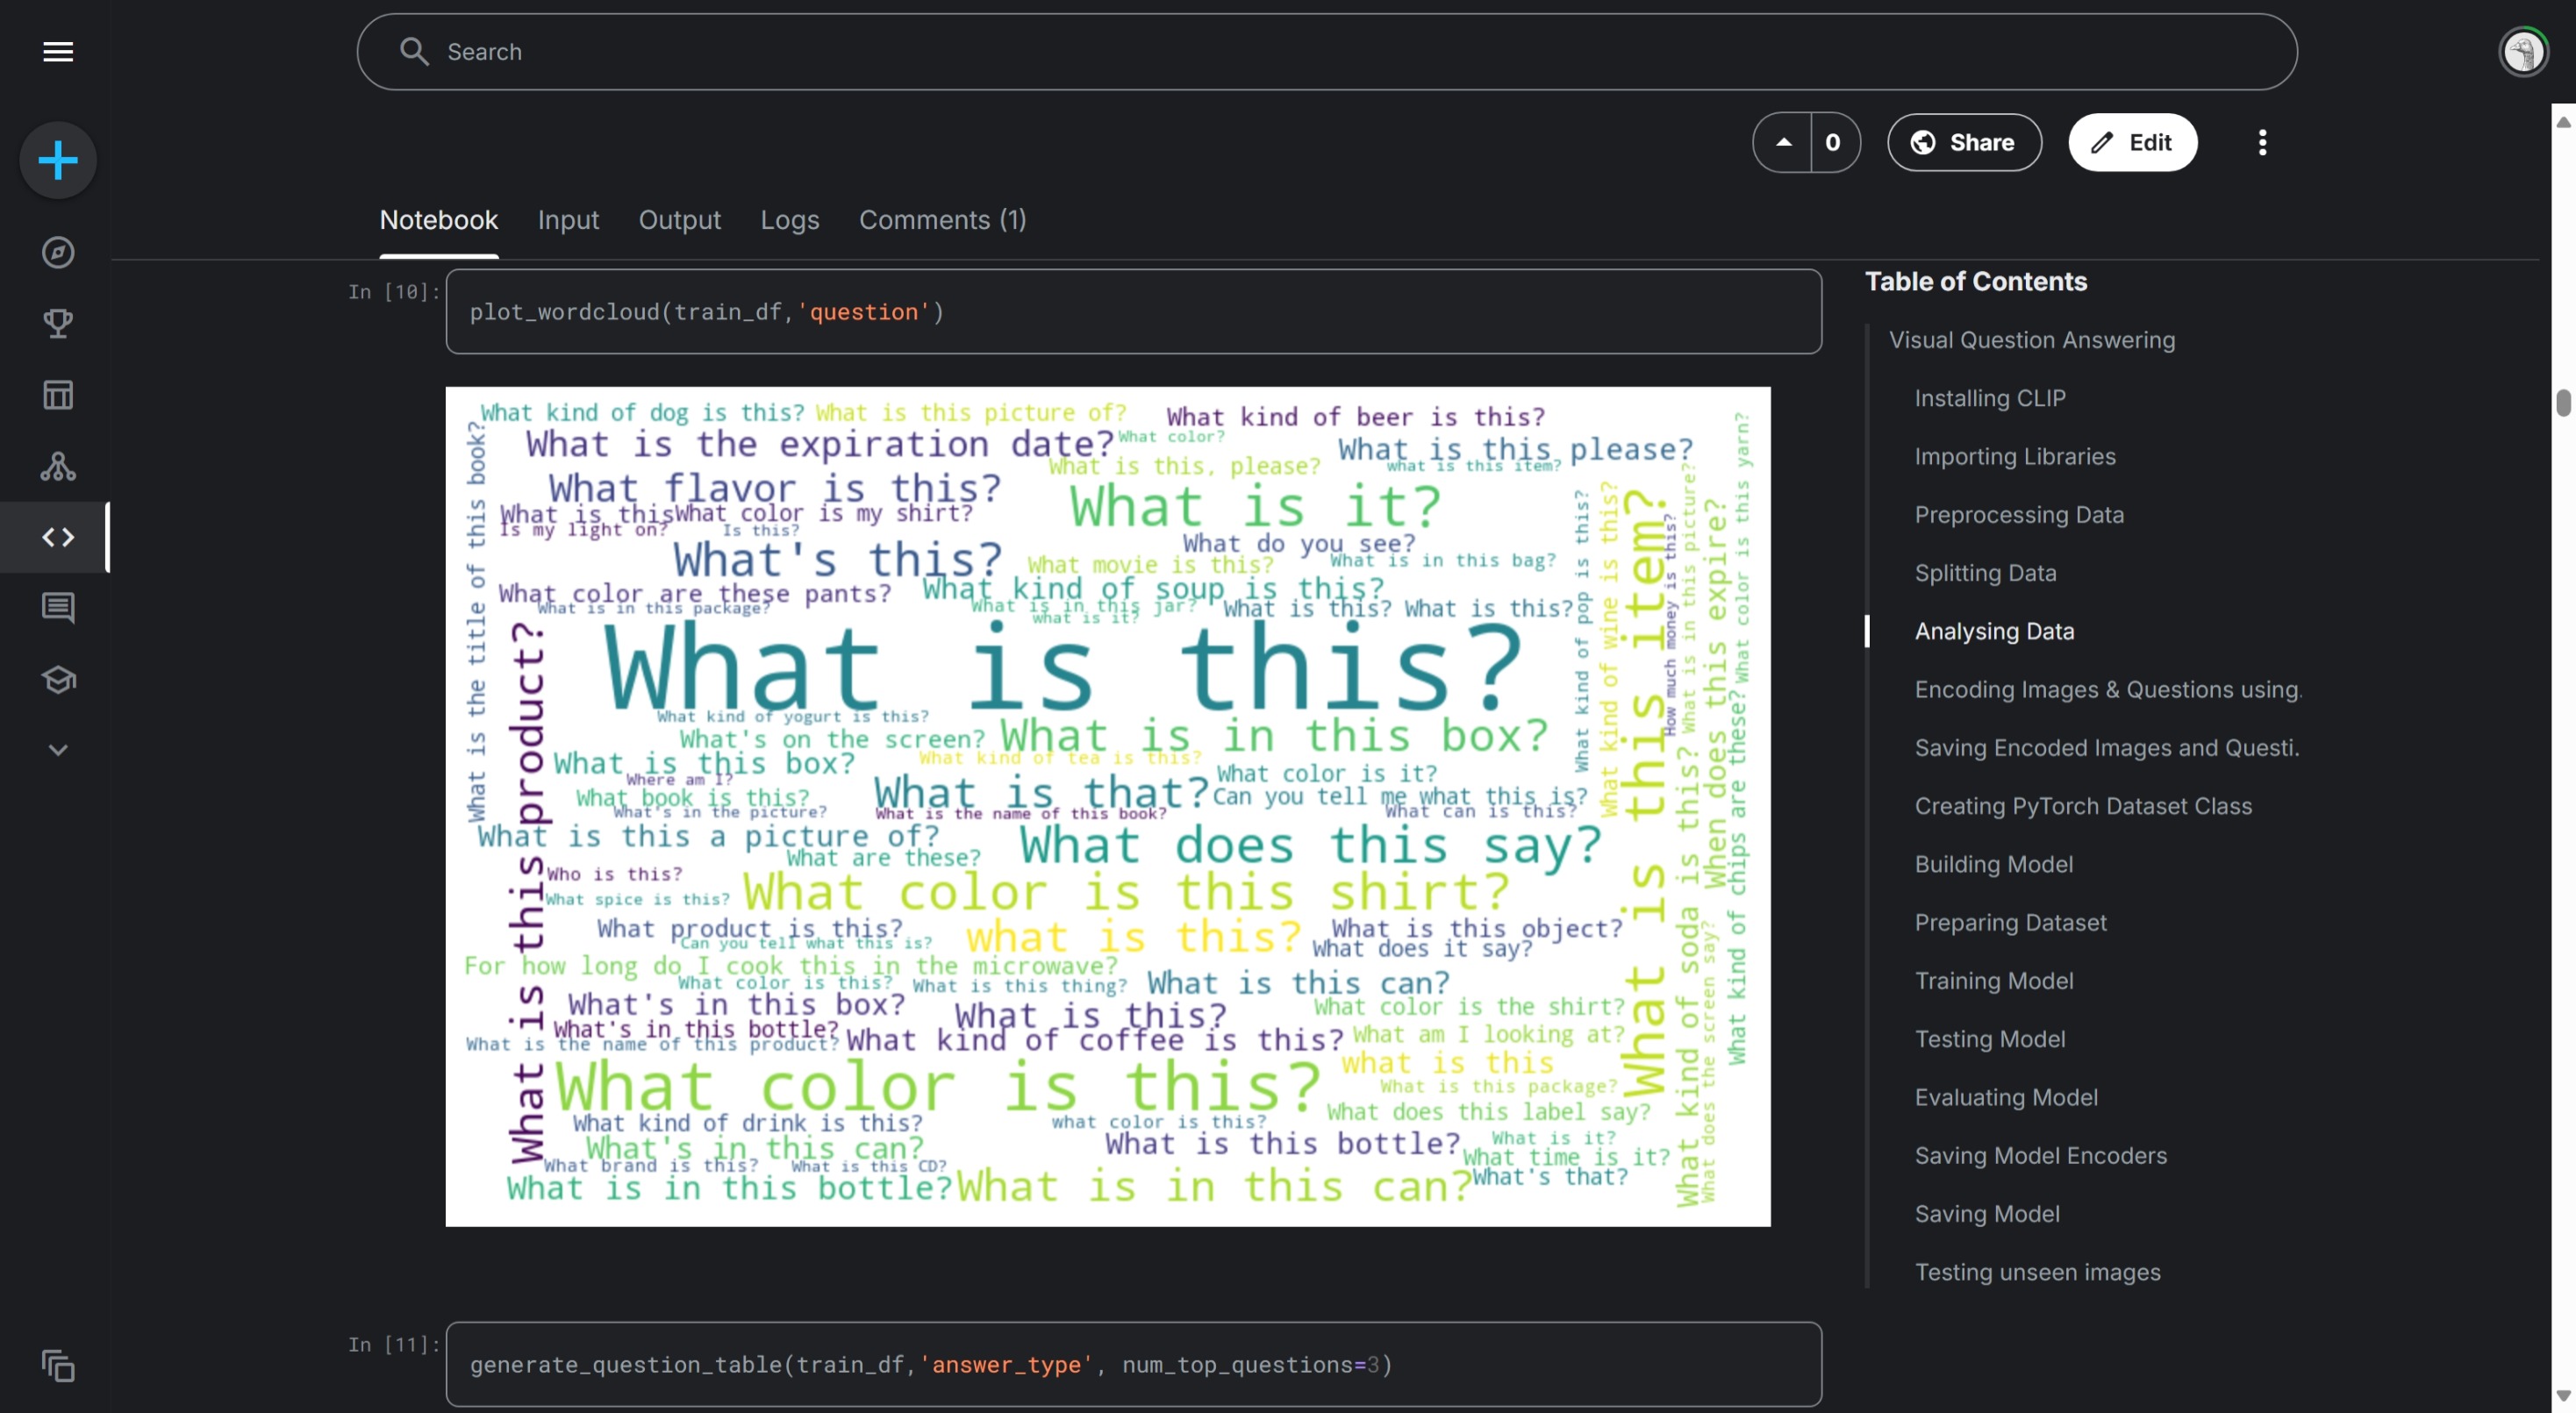 Search
0
Share
Edit
Notebook
Input
Output
Logs
Comments (1)
In [10]:
plot_wordcloud(train_df,'question')
What kind of dog is this?
What is this picture of?
What kind of beer is this?
What is the expiration date?
What color?
What is this please?
What is this, please?
what is this item?
What flavor is this?
What is it?
What is this
What color is my shirt?
Is my light on?
Is this?
What's this?
What do you see?
What movie is this?
What is in this bag?
What color are these pants?
What kind of soup is this?
What is in this package?
What is in this jar?
What is this? What is this?
what is it?
What is this?
What kind of yogurt is this?
What's on the screen?
What is in this box?
What is this box?
What kind of tea is this?
Where am I?
What color is it?
What book is this?
What is that?
Can you tell me what this is?
What's in the picture?
What is the name of this book?
What can is this?
What is this a picture of?
What does this say?
What are these?
Who is this?
What color is this shirt?
What spice is this?
What product is this?
what is this?
What is this object?
Can you tell what this is?
What does it say?
For how long do I cook this in the microwave?
What color is this?
What is this thing?
What is this can?
What's in this box?
What is this?
What color is the shirt?
What's in this bottle?
What is the name of this product?
What kind of coffee is this?
What am I looking at?
what is this
What color is this?
What is this package?
What does this label say?
What kind of drink is this?
what color is this?
What's in this can?
What is this bottle?
What is it?
What time is it?
What brand is this?
What is this CD?
What is in this bottle?
What is in this can?
What's that?
What is the title of this book?
What is this product?
What kind of pop is this?
What kind of wine is this?
What is this item?
How much money is this?
What is in this picture?
What kind of soda is this?
When does this expire?
What does the screen say?
What color is this yarn?
What kind of chips are these?
In [11]:
generate_question_table(train_df,'answer_type', num_top_questions=3)
Table of Contents
Visual Question Answering
Installing CLIP
Importing Libraries
Preprocessing Data
Splitting Data
Analysing Data
Encoding Images & Questions using.
Saving Encoded Images and Questi.
Creating PyTorch Dataset Class
Building Model
Preparing Dataset
Training Model
Testing Model
Evaluating Model
Saving Model Encoders
Saving Model
Testing unseen images